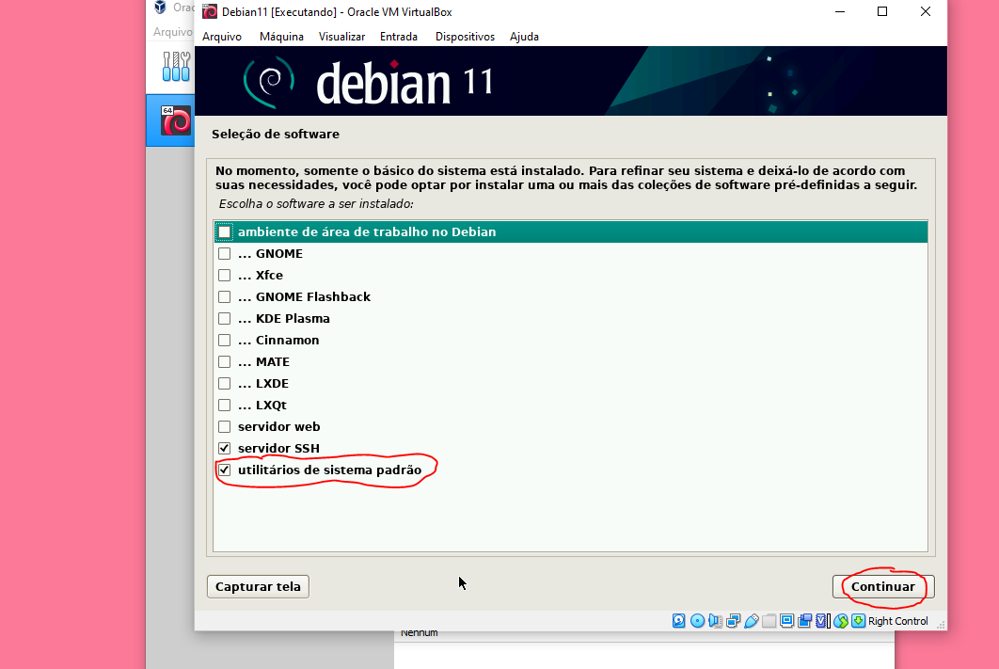 Orac
Debian11 [Executando] - Oracle VM VirtualBox
Arquivo
Arquivo Máquina Visualizar Entrada Dispositivos Ajuda
64
debian 11
Seleção de software
No momento, somente o básico do sistema está instalado. Para refinar seu sistema e deixá-lo de acordo com
suas necessidades, você pode optar por instalar uma ou mais das coleções de software pré-definidas a seguir.
Escolha o software a ser instalado:
ambiente de área de trabalho no Debian
... GNOME
... Xfce
... GNOME Flashback
... KDE Plasma
... Cinnamon
... MATE
... LXDE
... LXQt
servidor web
servidor SSH
utilitários de sistema padrão
Capturar tela
Continuar
Right Control
Nenhum